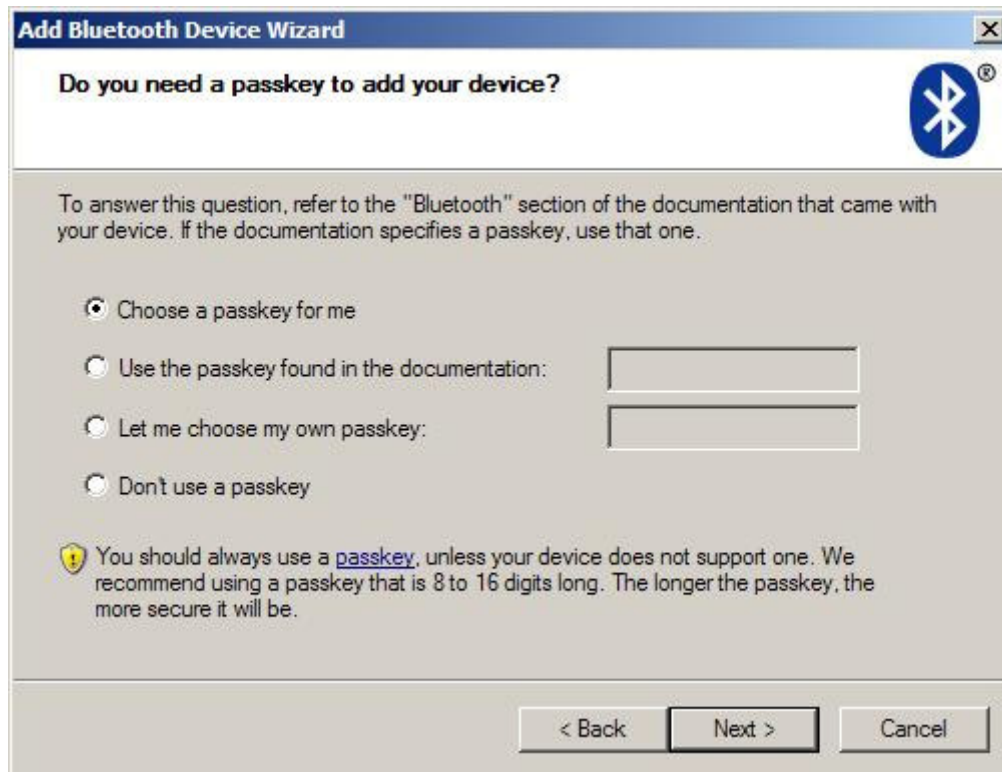 Add Bluetooth Device Wizard
Do you need a passkey to add your device?
®
To answer this question, refer to the "Bluetooth" section of the documentation that came with
your device. If the documentation specifies a passkey, use that one.
Choose a passkey for me
Use the passkey found in the documentation:
Let me choose my own passkey:
Don't use a passkey
You should always use a passkey, unless your device does not support one. We
recommend using a passkey that is 8 to 16 digits long. The longer the passkey, the
more secure it will be.
< Back Next > Cancel